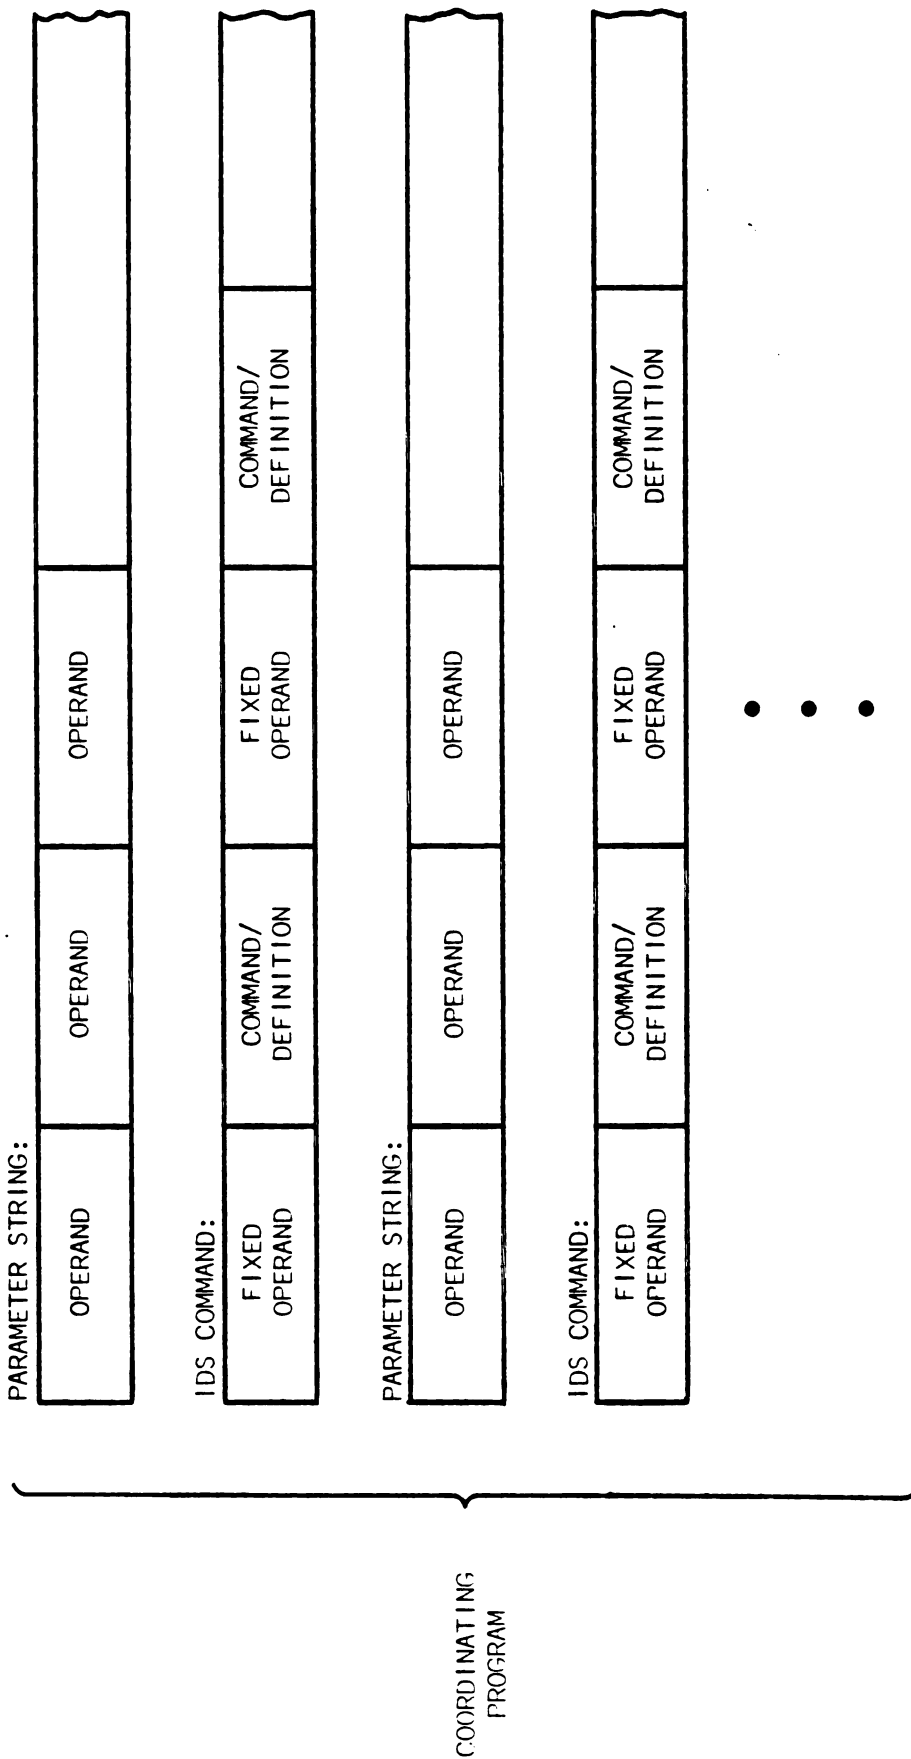 PARAMETER STRING:
OPERAND
OPERAND
OPERAND
IDS COMMAND:
FIXED
OPERAND
COMMAND/
DEFINITION
FIXED
OPERAND
COMMAND/
DEFINITION
PARAMETER STRING:
OPERAND
OPERAND
OPERAND
IDS COMMAND:
FIXED
OPERAND
COMMAND/
DEFINITION
FIXED
OPERAND
COMMAND/
DEFINITION
COORDINATING
PROGRAM